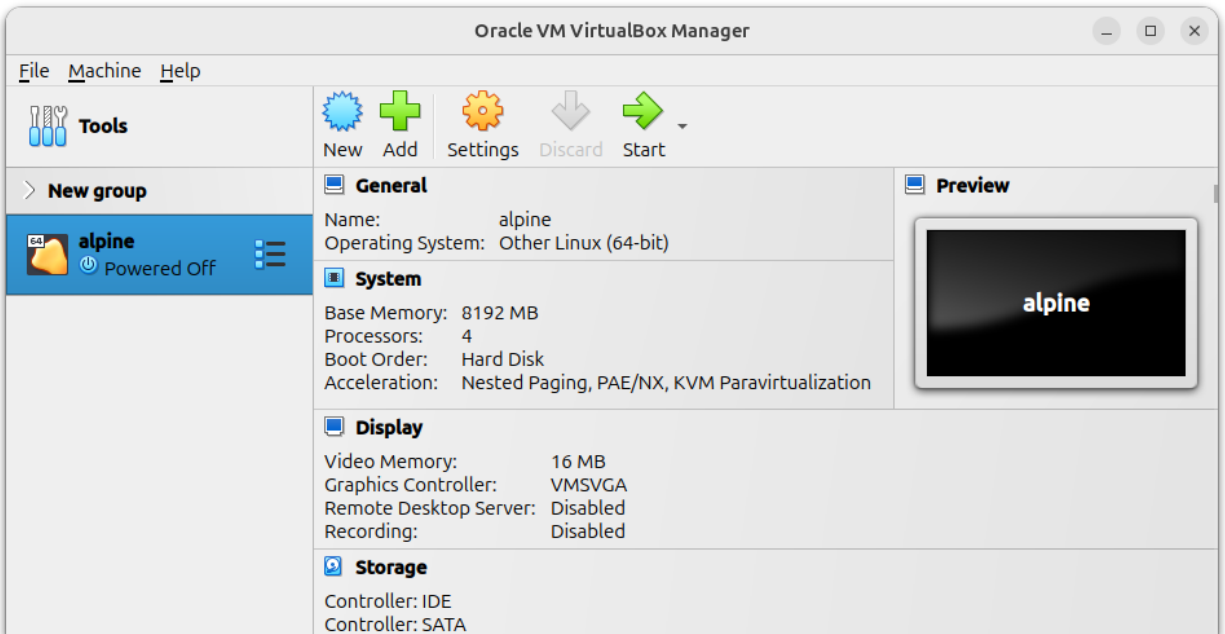 Oracle VM VirtualBox Manager
File Machine Help
Tools
New Add Settings Discard Start
New group
64
alpine
Powered Off
General
Name: alpine
Operating System: Other Linux (64-bit)
System
Base Memory: 8192 MB
Processors: 4
Boot Order: Hard Disk
Acceleration: Nested Paging, PAE/NX, KVM Paravirtualization
Preview
alpine
Display
Video Memory: 16 MB
Graphics Controller: VMSVGA
Remote Desktop Server: Disabled
Recording: Disabled
Storage
Controller: IDE
Controller: SATA